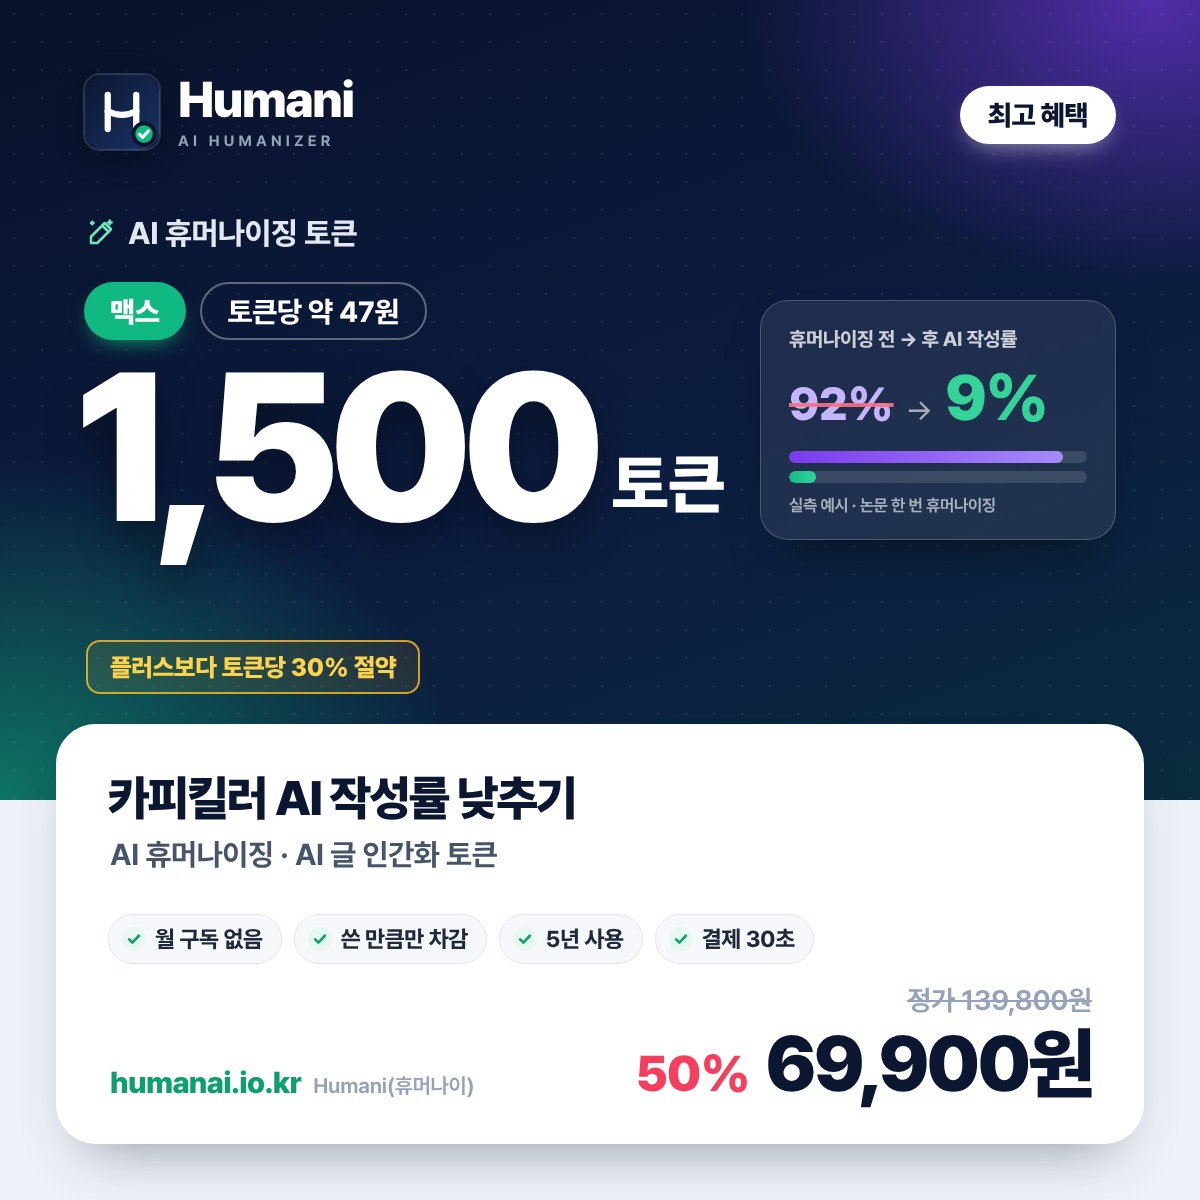 Humani
AI HUMANIZER
최고 혜택
AI 휴머나이징 토큰
맥스
토큰당 약 47원
1,500 토큰
휴머나이징 전 → 후 AI 작성률
92% → 9%
실측 예시 · 논문 한 번 휴머나이징
플러스보다 토큰당 30% 절약
카피킬러 AI 작성률 낮추기
AI 휴머나이징 · AI 글 인간화 토큰
월 구독 없음
쓴 만큼만 차감
5년 사용
결제 30초
정가 139,800원
50% 69,900원
humanai.io.kr Humani(휴머나이)